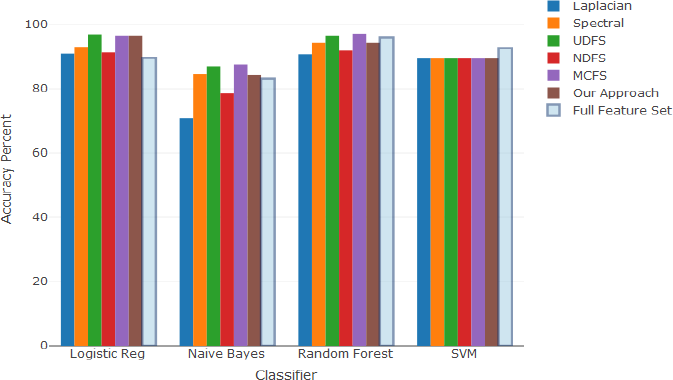 100
80
60
40
20
0
Accuracy Percent
Logistic Reg
Naive Bayes
Random Forest
SVM
Classifier
Laplacian
Spectral
UDFS
NDFS
MCFS
Our Approach
Full Feature Set